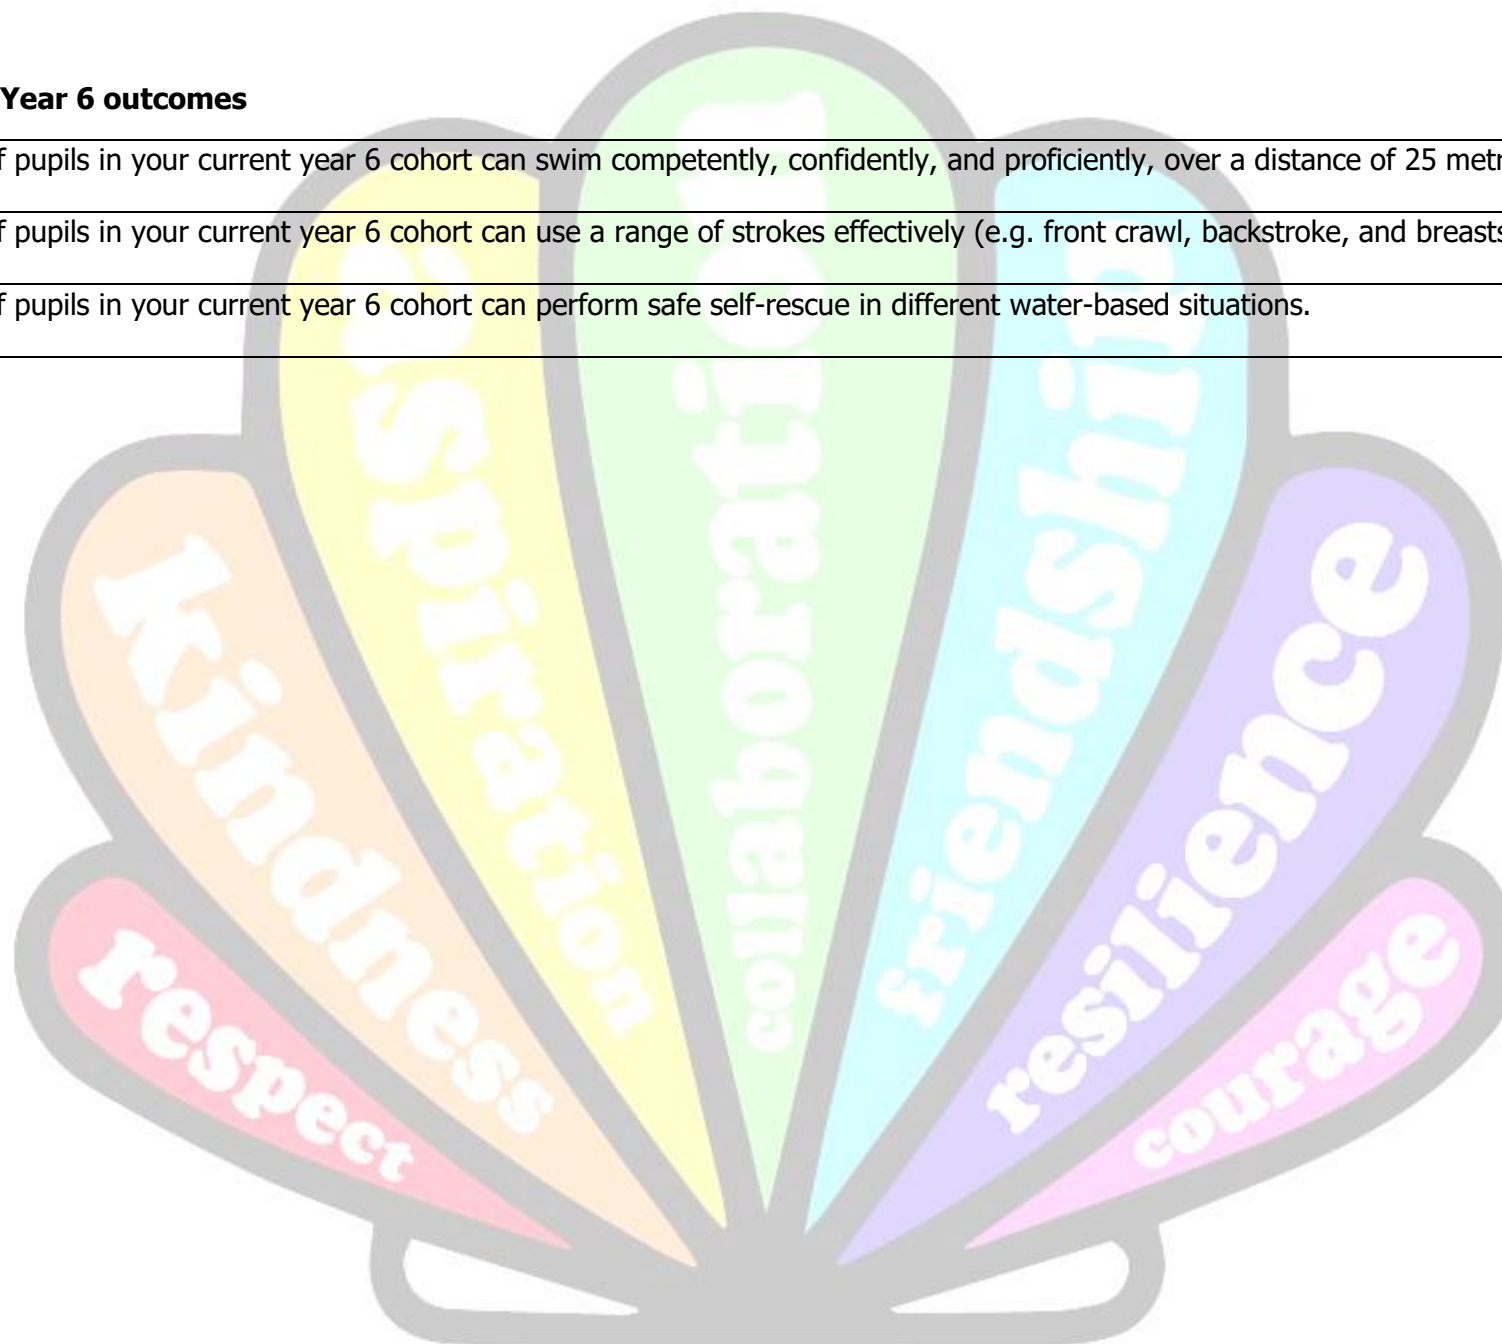 Year 6 outcomes
f pupils in your current year 6 cohort can swim competently, confidently, and proficiently, over a distance of 25 metr
f pupils in your current year 6 cohort can use a range of strokes effectively (e.g. front crawl, backstroke, and breasts
f pupils in your current year 6 cohort can perform safe self-rescue in different water-based situations.
respect
kindness
aspiration
collaboration
friendship
resilience
courage